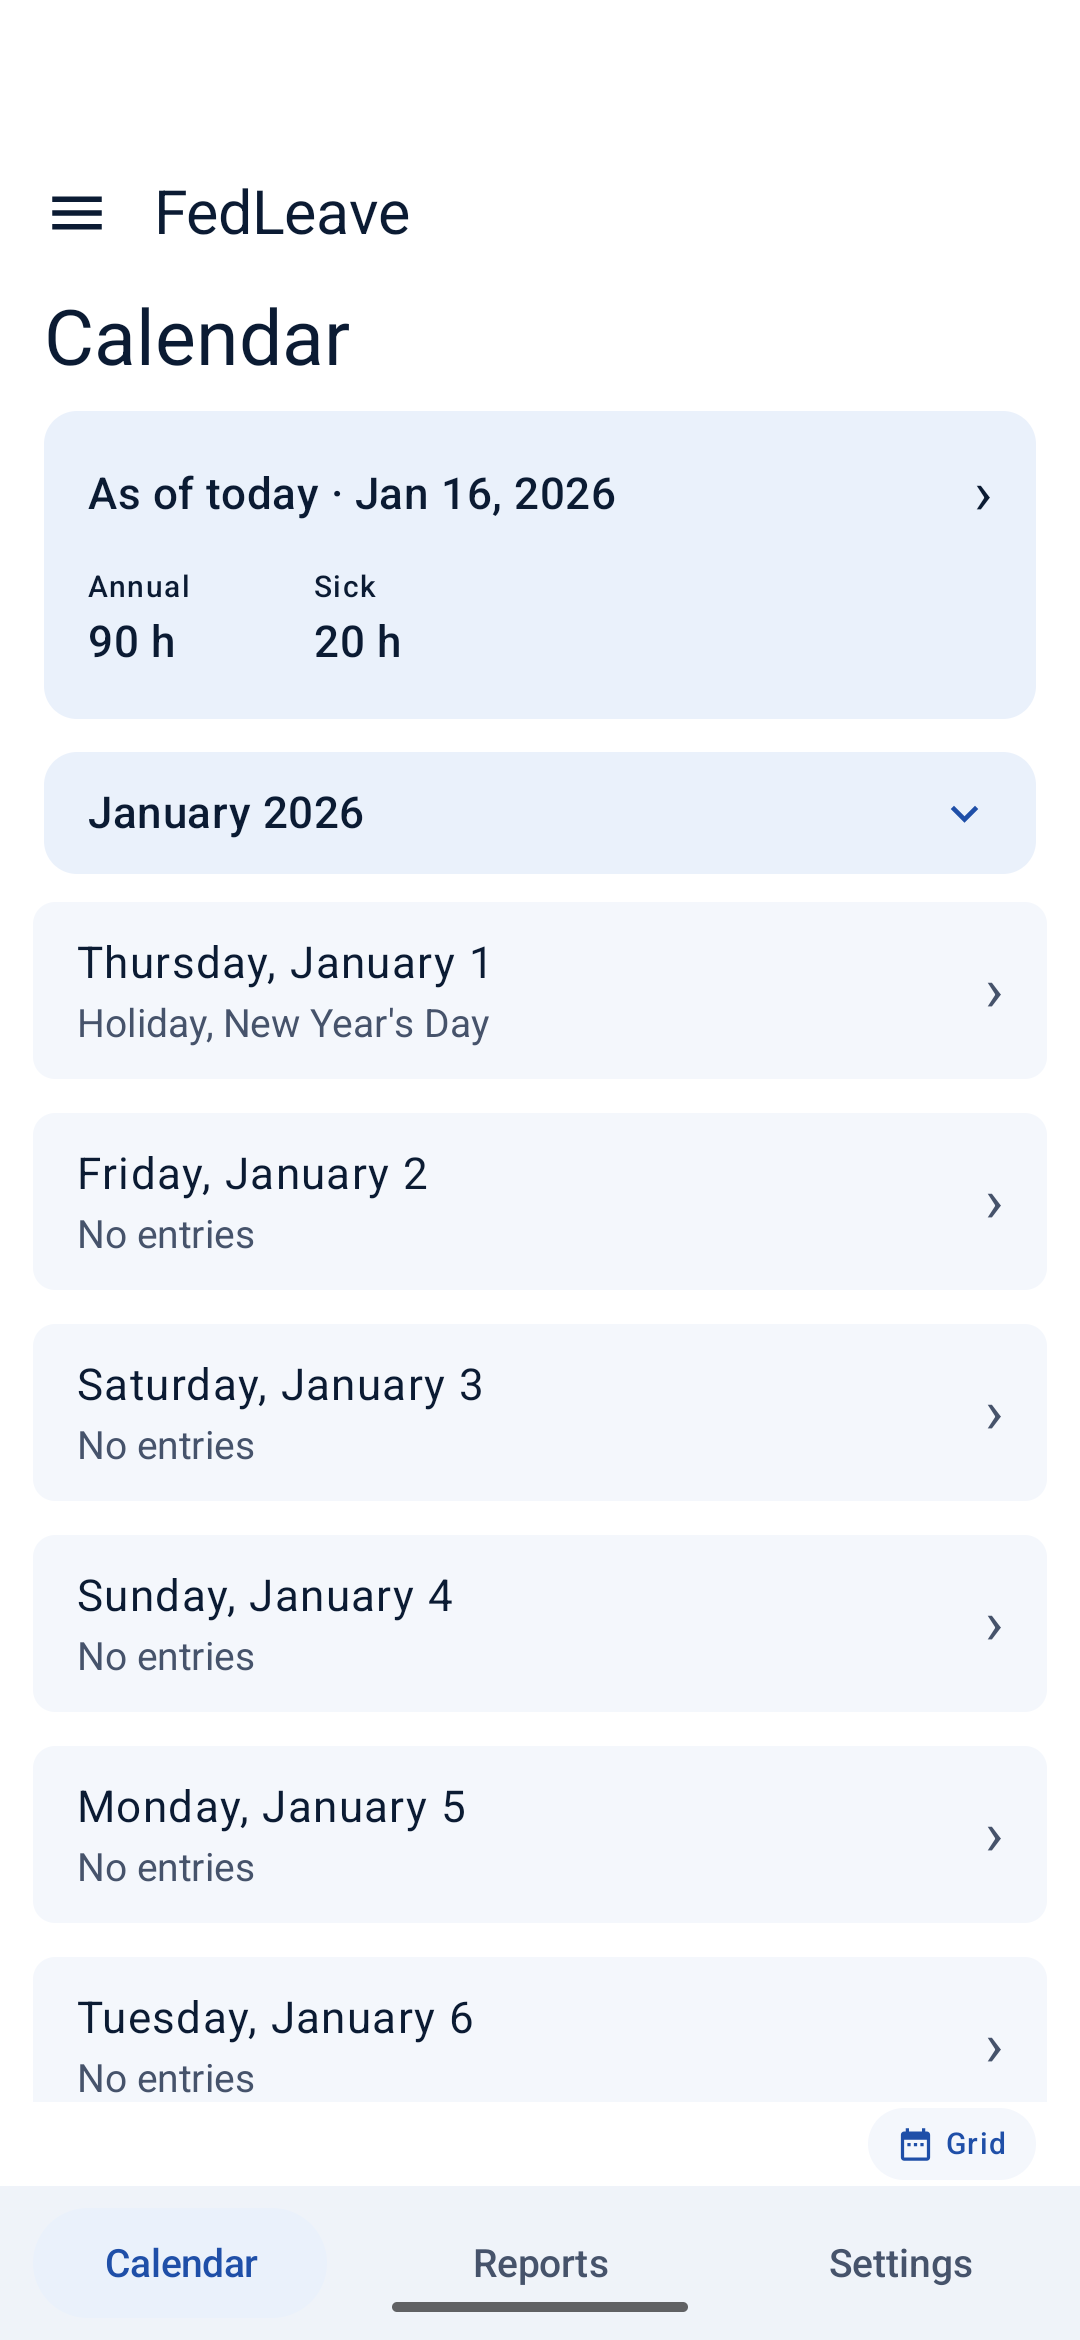 FedLeave
Calendar
As of today · Jan 16, 2026
Annual Sick
90 h 20 h
January 2026
Thursday, January 1
Holiday, New Year's Day
Friday, January 2
No entries
Saturday, January 3
No entries
Sunday, January 4
No entries
Monday, January 5
No entries
Tuesday, January 6
No entries
Grid
Calendar Reports Settings